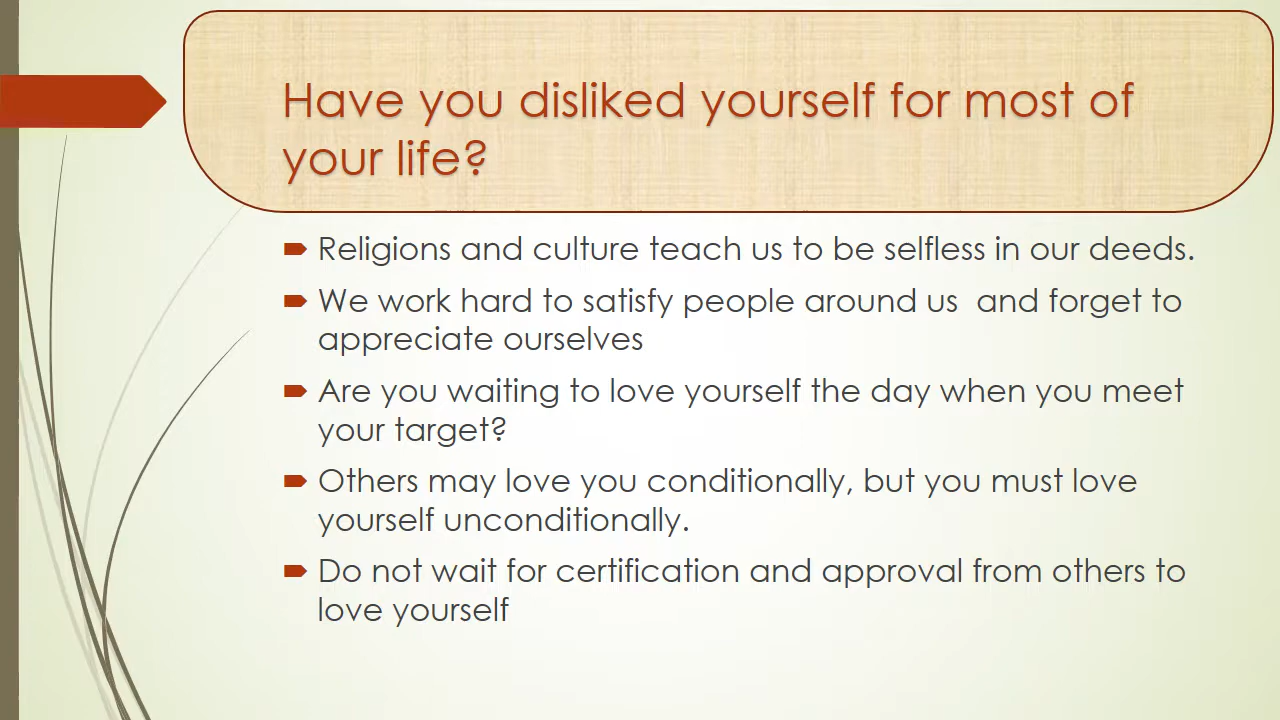 Have you disliked yourself for most of
your life?
Religions and culture teach us to be selfless in our deeds.
We work hard to satisfy people around us  and forget to
appreciate ourselves
Are you waiting to love yourself the day when you meet
your target?
Others may love you conditionally, but you must love
yourself unconditionally.
Do not wait for certification and approval from others to
love yourself